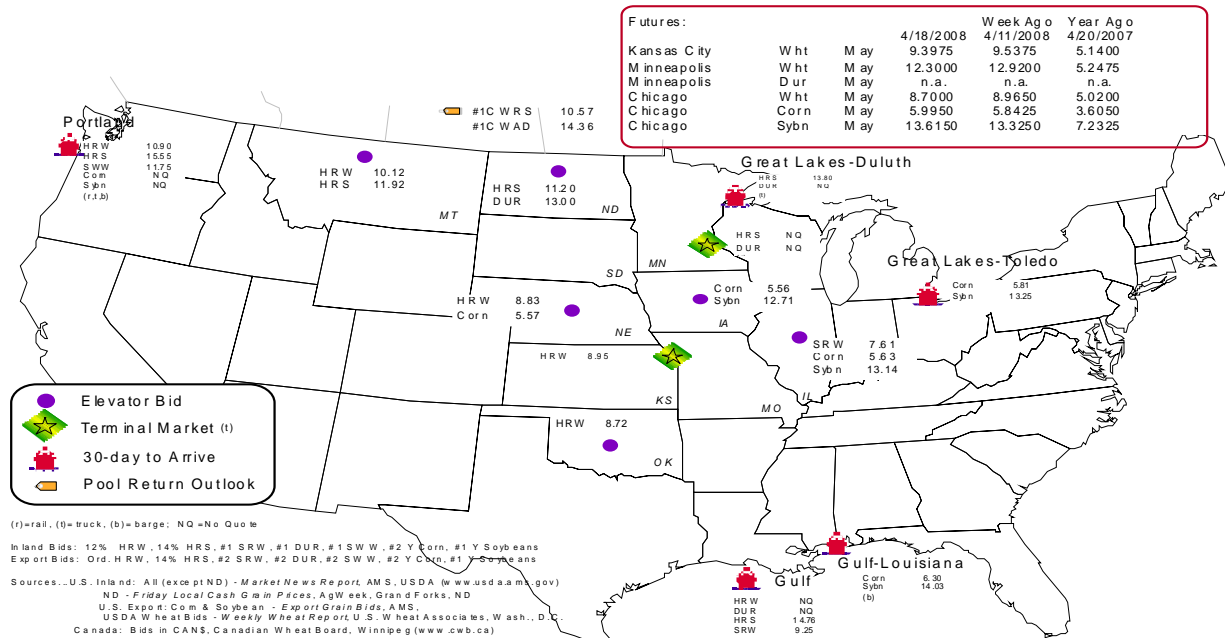 Futures: Week Ago Year Ago
4/18/2008 4/11/2008 4/20/2007
Kansas City Wht May 9.3975 9.5375 5.1400
Minneapolis Wht May 12.3000 12.9200 5.2475
Minneapolis Dur May n.a. n.a. n.a.
Chicago Wht May 8.7000 8.9650 5.0200
Chicago Corn May 5.9950 5.8425 3.6050
Chicago Sybn May 13.6150 13.3250 7.2325
#1C WRS 10.57
#1C WAD 14.36
Portland
HRW 10.90
HRS 15.55
SWW 11.75
Corn NQ
Sybn NQ
(r,t,b)
HRW 10.12
HRS 11.92
MT
HRS 11.20
DUR 13.00
ND
Great Lakes-Duluth
HRS 13.80
DUR NQ
(t)
HRS NQ
DUR NQ
MN
SD
Great Lakes-Toledo
Corn 5.81
Sybn 13.25
Corn 5.56
Sybn 12.71
IA
HRW 8.83
Corn 5.57
NE
SRW 7.61
Corn 5.63
Sybn 13.14
IL
HRW 8.95
KS
MO
HRW 8.72
OK
Elevator Bid
Terminal Market (t)
30-day to Arrive
Pool Return Outlook
(r)=rail, (t)=truck, (b)=barge; NQ=No Quote
Inland Bids: 12% HRW, 14% HRS, #1 SRW, #1 DUR, #1 SWW, #2 Y Corn, #1 Y Soybeans
Export Bids: Ord. HRW, 14% HRS, #2 SRW, #2 DUR, #2 SWW, #2 Y Corn, #1 Y Soybeans
Sources...U.S. Inland: All (except ND) - Market News Report, AMS, USDA (www.usda.ams.gov)
ND - Friday Local Cash Grain Prices, AgWeek, Grand Forks, ND
U.S. Export: Corn & Soybean - Export Grain Bids, AMS,
USDA Wheat Bids - Weekly Wheat Report, U.S. Wheat Associates, Wash., D.C.
Canada: Bids in CAN$, Canadian Wheat Board, Winnipeg (www.cwb.ca)
Gulf-Louisiana
Corn 6.30
Sybn 14.03
(b)
Gulf
HRW NQ
DUR NQ
HRS 14.76
SRW 9.25